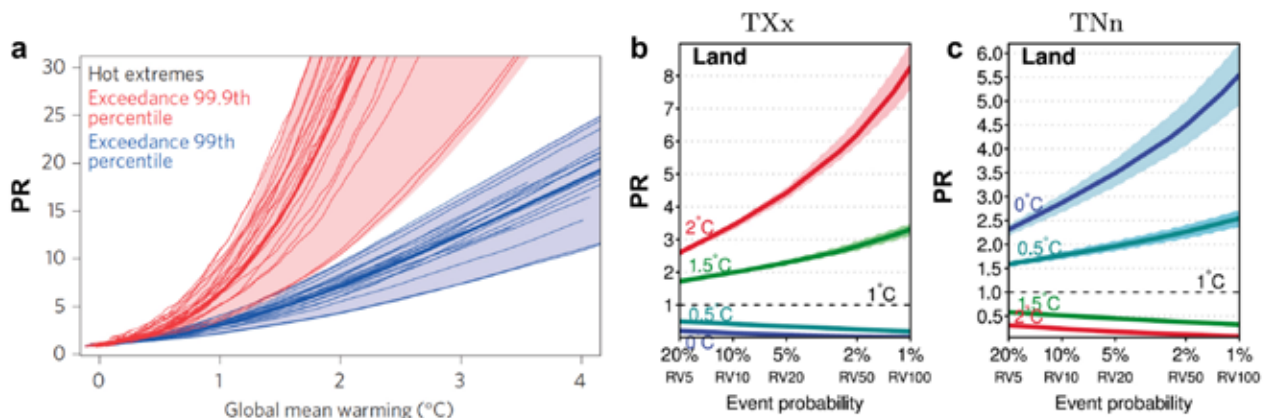 TXx
TNn
a
b
c
30
25
20
15
10
5
0
PR
Hot extremes
Exceedance 99.9th
percentile
Exceedance 99th
percentile
0
1
2
3
4
Global mean warming (°C)
Land
8
7
6
5
4
3
2
1
PR
2°C
1.5°C
1°C
0.5°C
0°C
20%
10%
5%
2%
1%
RV5
RV10
RV20
RV50
RV100
Event probability
Land
6.0
5.5
5.0
4.5
4.0
3.5
3.0
2.5
2.0
1.5
1.0
0.5
PR
0°C
0.5°C
1°C
1.5°C
2°C
20%
10%
5%
2%
1%
RV5
RV10
RV20
RV50
RV100
Event probability